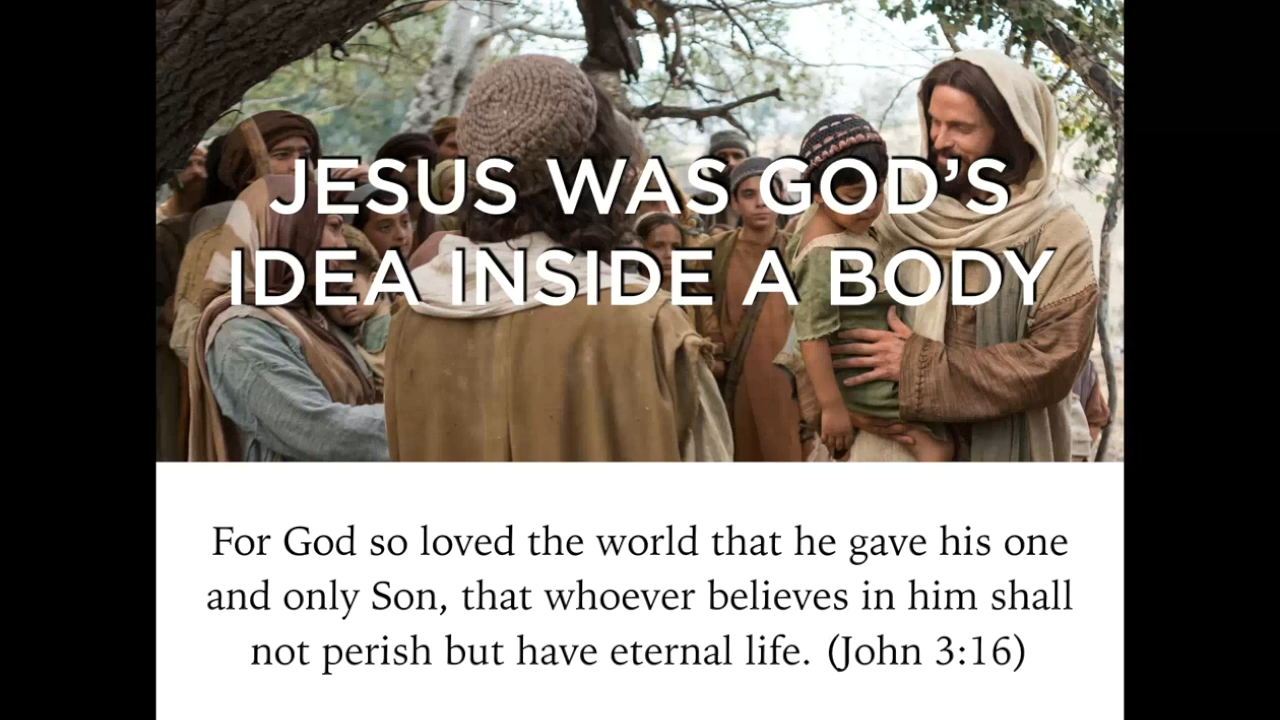 JESUS WAS GOD’S
IDEA INSIDE A BODY
For God so loved the world that he gave his one
and only Son, that whoever believes in him shall
not perish but have eternal life. (John 3:16)